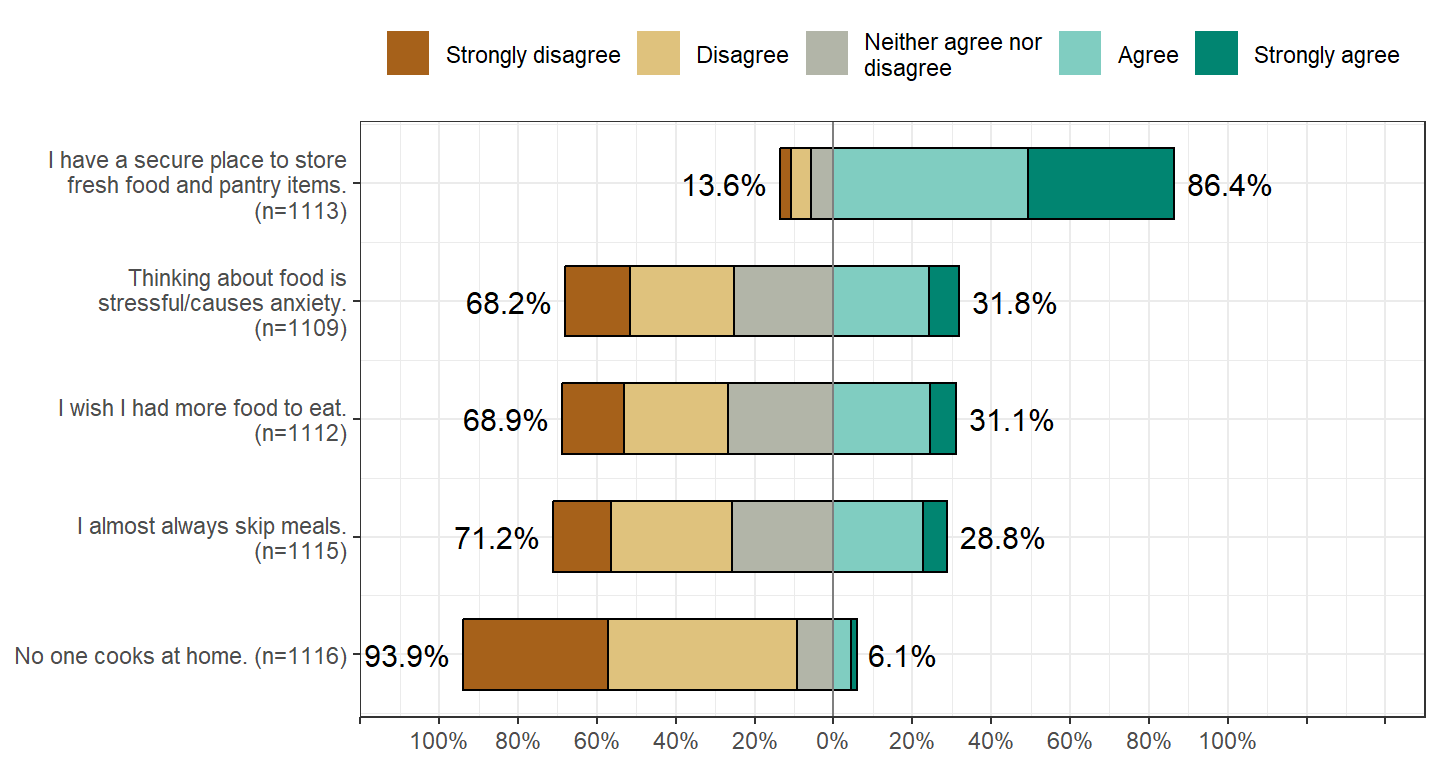 Strongly disagree
Disagree
Neither agree nor
disagree
Agree
Strongly agree
I have a secure place to store
fresh food and pantry items.
(n=1113)
13.6%
86.4%
Thinking about food is
stressful/causes anxiety.
(n=1109)
68.2%
31.8%
I wish I had more food to eat.
(n=1112)
68.9%
31.1%
I almost always skip meals.
(n=1115)
71.2%
28.8%
No one cooks at home. (n=1116)
93.9%
6.1%
100% 80% 60% 40% 20% 0% 20% 40% 60% 80% 100%